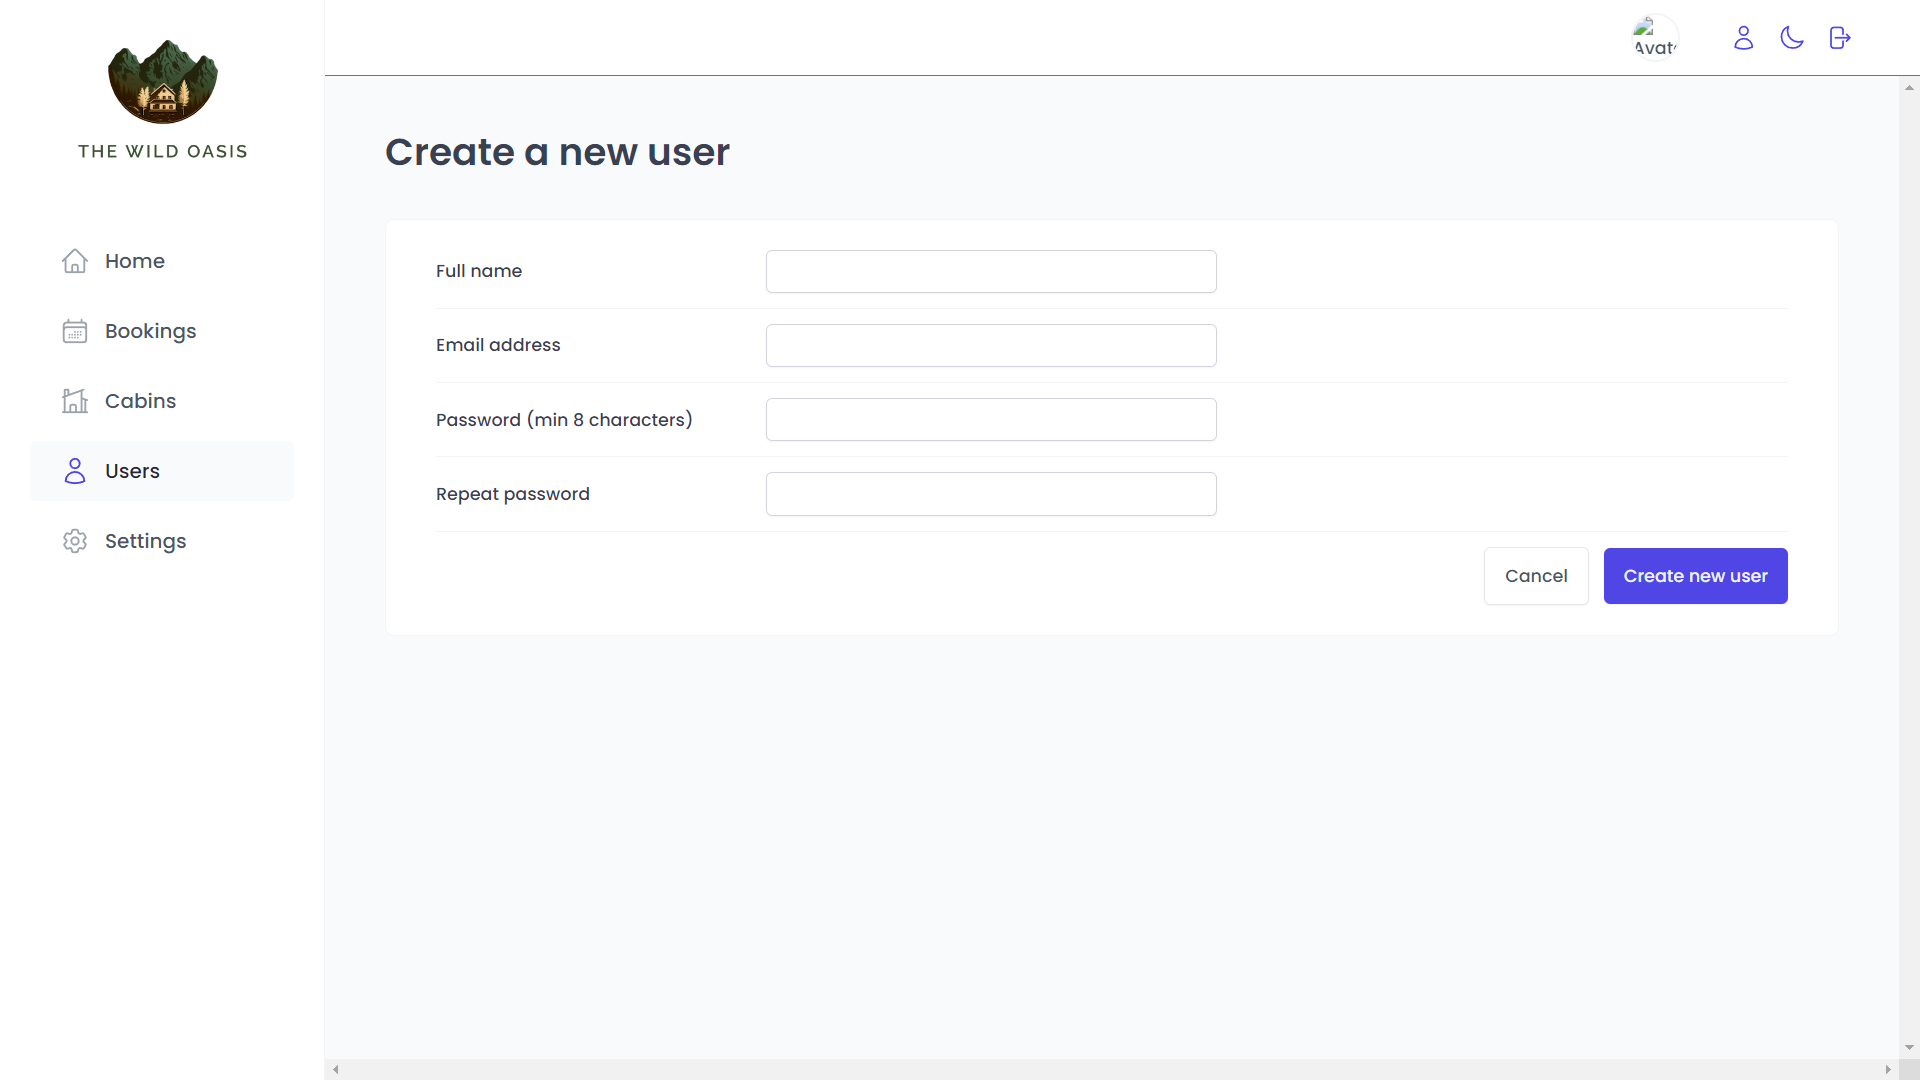 THE WILD OASIS
Home
Bookings
Cabins
Users
Settings
Create a new user
Full name
Email address
Password (min 8 characters)
Repeat password
Cancel
Create new user